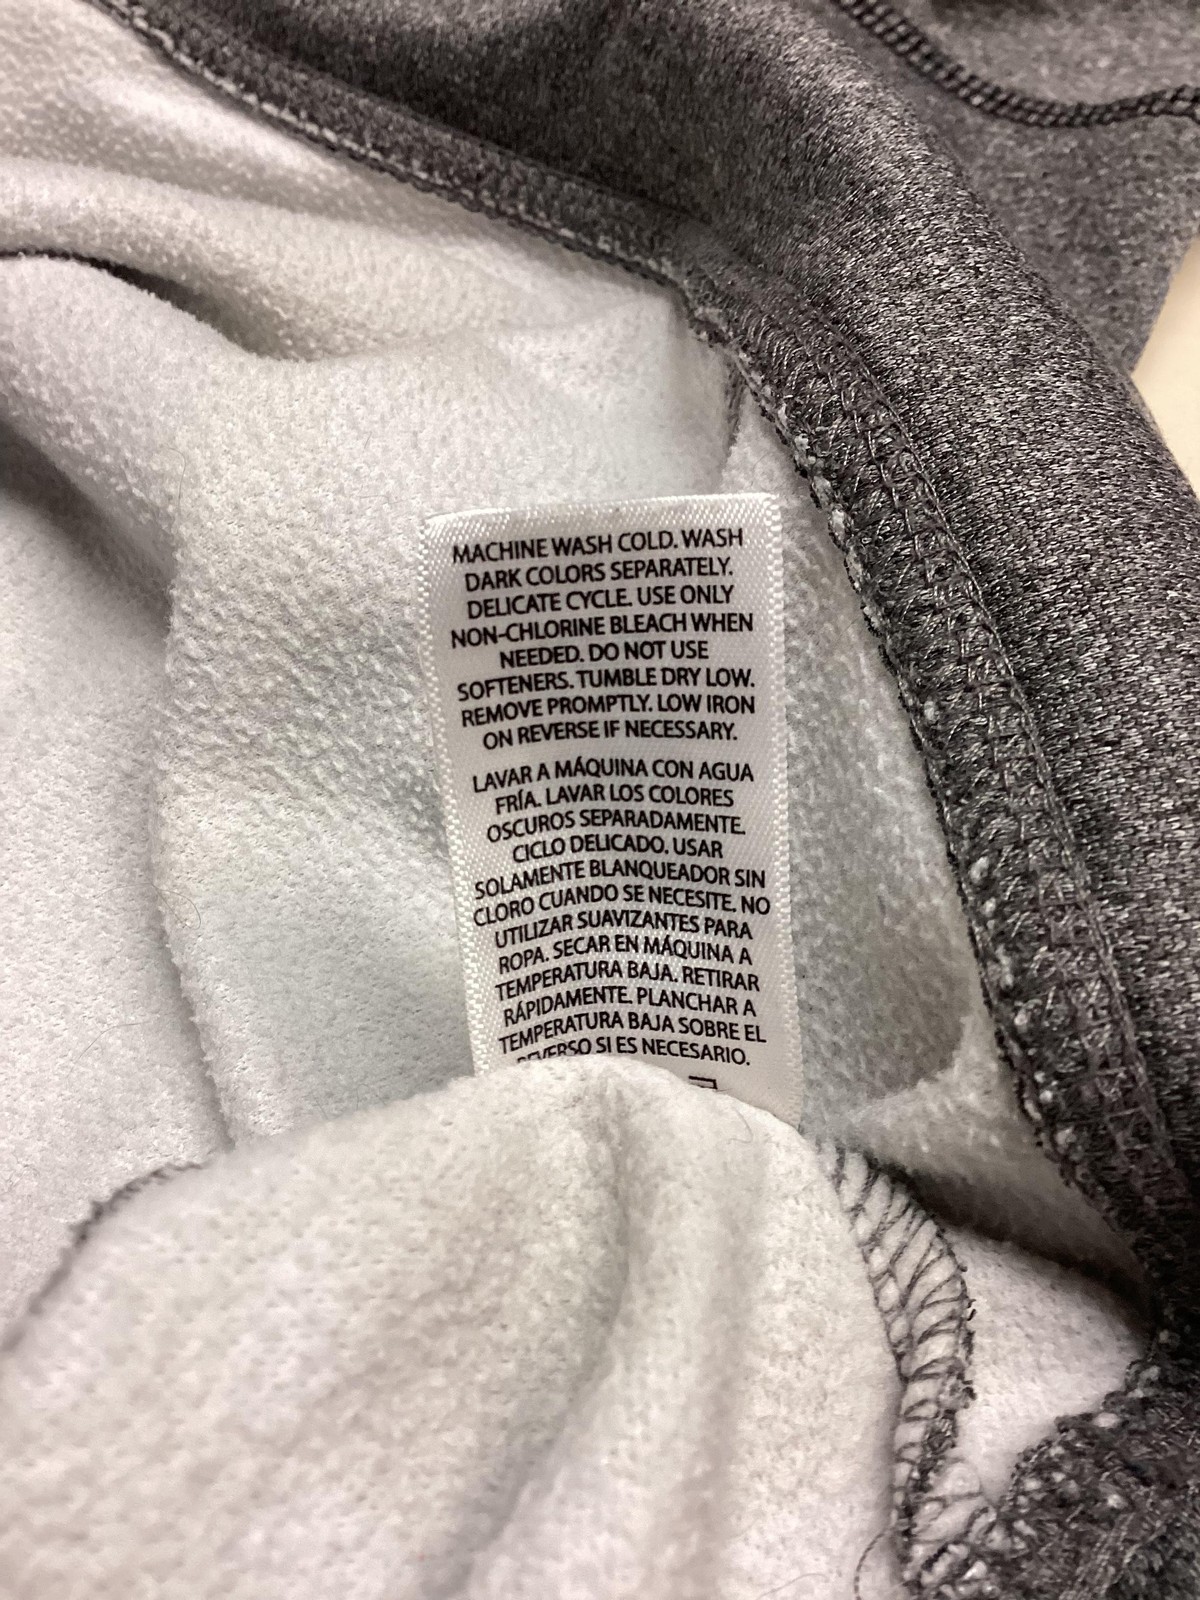 MACHINE WASH COLD. WASH
DARK COLORS SEPARATELY.
DELICATE CYCLE. USE ONLY
NON-CHLORINE BLEACH WHEN
NEEDED. DO NOT USE
SOFTENERS. TUMBLE DRY LOW.
REMOVE PROMPTLY. LOW IRON
ON REVERSE IF NECESSARY.
LAVAR A MÁQUINA CON AGUA
FRÍA. LAVAR LOS COLORES
OSCUROS SEPARADAMENTE.
CICLO DELICADO. USAR
SOLAMENTE BLANQUEADOR SIN
CLORO CUANDO SE NECESITE. NO
UTILIZAR SUAVIZANTES PARA
ROPA. SECAR EN MÁQUINA A
TEMPERATURA BAJA. RETIRAR
RÁPIDAMENTE. PLANCHAR A
TEMPERATURA BAJA SOBRE EL
REVERSO SI ES NECESARIO.